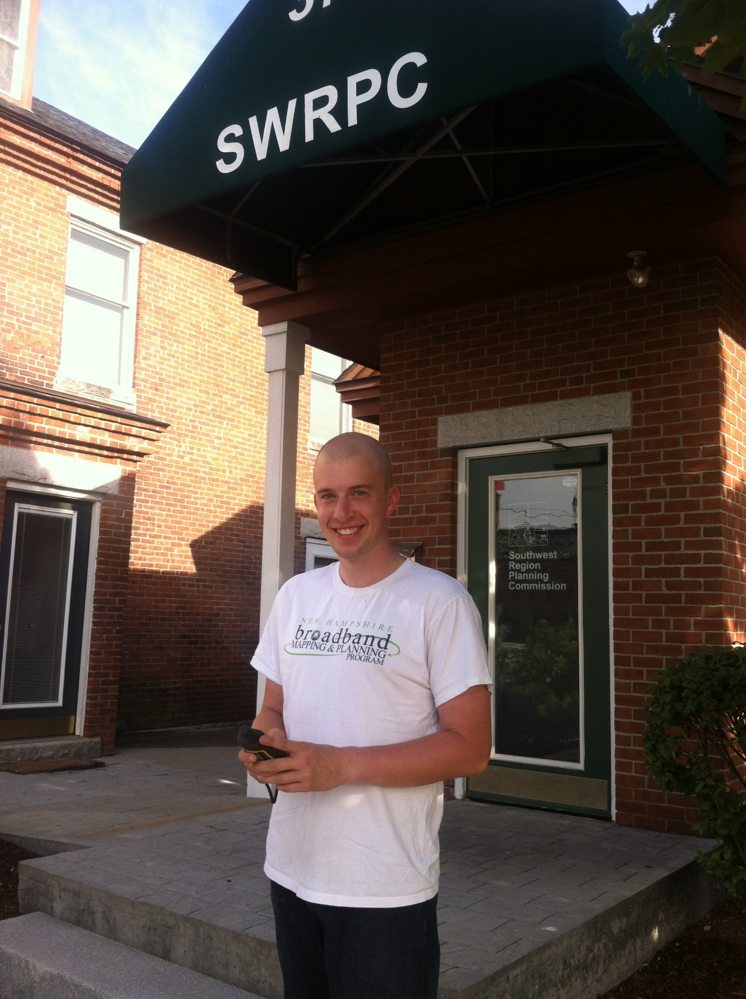 SWRPC
Southwest
Region
Planning
Commission
NEW HAMPSHIRE
broadband
MAPPING & PLANNING
PROGRAM